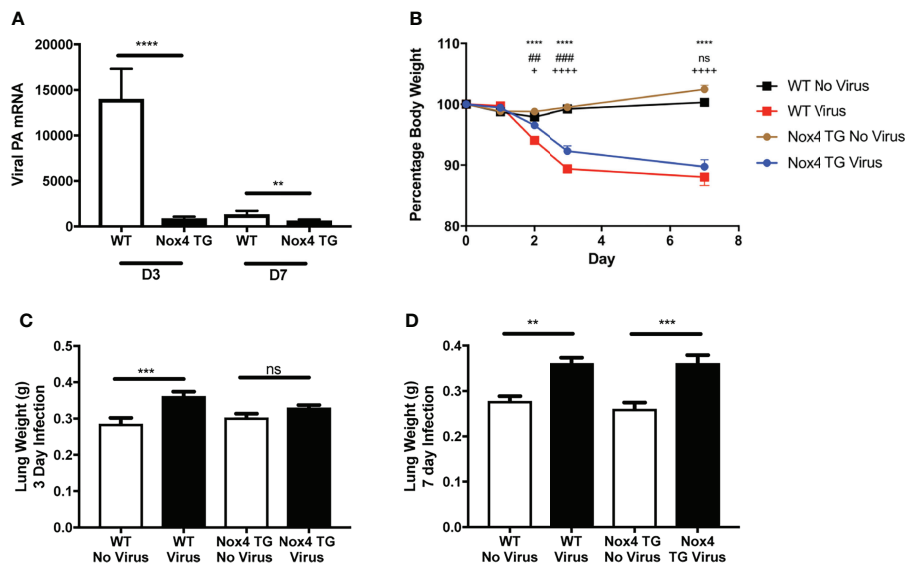 A
Viral PA mRNA
20000
15000
10000
5000
0
****
**
WT
Nox4 TG
WT
Nox4 TG
D3
D7
B
Percentage Body Weight
110
100
90
80
****
##
+
****
###
++++
****
ns
++++
0
2
4
6
8
Day
WT No Virus
WT Virus
Nox4 TG No Virus
Nox4 TG Virus
C
Lung Weight (g)
3 Day Infection
0.5
0.4
0.3
0.2
0.1
0.0
***
ns
WT
No Virus
WT
Virus
Nox4 TG
No Virus
Nox4 TG
Virus
D
Lung Weight (g)
7 day Infection
0.4
0.3
0.2
0.1
0.0
**
***
WT
No Virus
WT
Virus
Nox4 TG
No Virus
Nox4
TG Virus